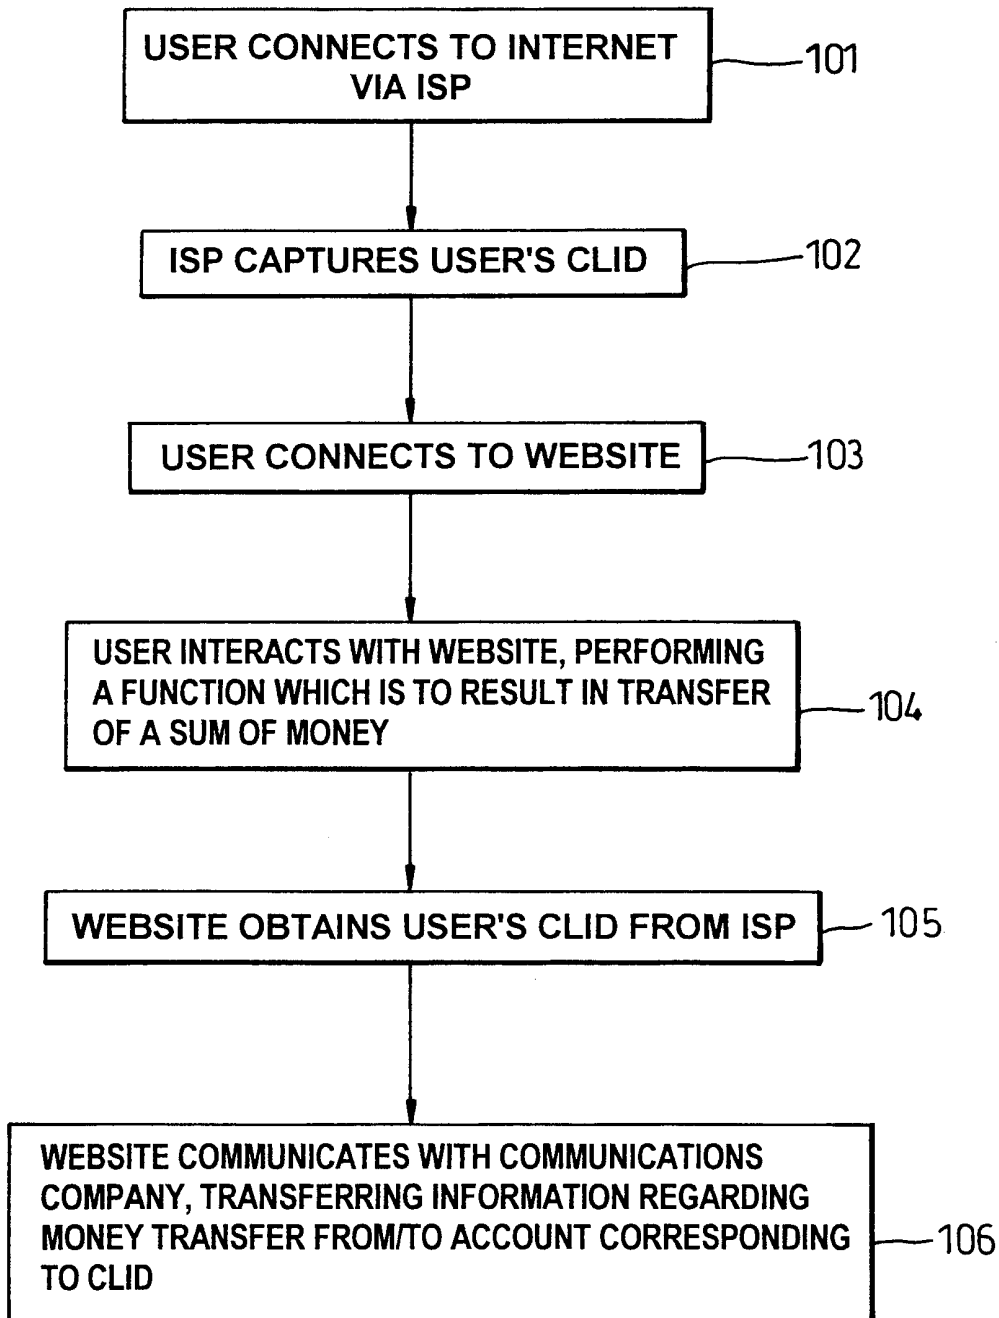 USER CONNECTS TO INTERNET
VIA ISP
101
ISP CAPTURES USER'S CLID
102
USER CONNECTS TO WEBSITE
103
USER INTERACTS WITH WEBSITE, PERFORMING
A FUNCTION WHICH IS TO RESULT IN TRANSFER
OF A SUM OF MONEY
104
WEBSITE OBTAINS USER'S CLID FROM ISP
105
WEBSITE COMMUNICATES WITH COMMUNICATIONS
COMPANY, TRANSFERRING INFORMATION REGARDING
MONEY TRANSFER FROM/TO ACCOUNT CORRESPONDING
TO CLID
106